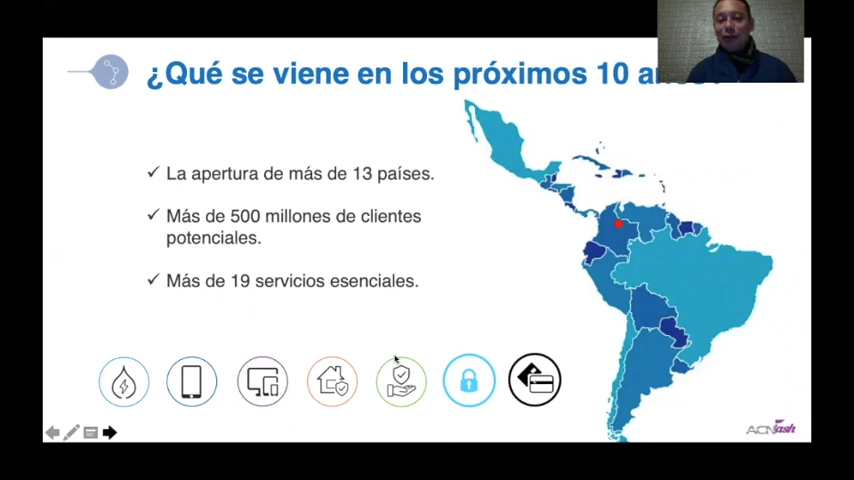 ¿Qué se viene en los próximos 10 años?
La apertura de más de 13 países.
Más de 500 millones de clientes
potenciales.
Más de 19 servicios esenciales.
ACN